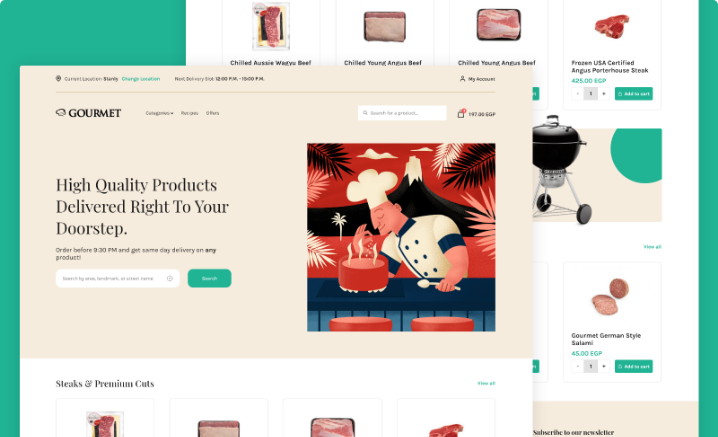 Current Location Stanly Change Location
Next Delivery Slot 12:00 P.M. - 15:00 P.M.
My Account
GOURMET
Categories
Recipes
Offers
Search for a product...
197.00 EGP
High Quality Products
Delivered Right To Your
Doorstep.
Order before 9:30 PM and get same day delivery on any
product!
Search by area, landmark, or street name
Search
Steaks & Premium Cuts
View all
Chilled Aussie Wagyu Beef
Chilled Young Angus Beef
Chilled Young Angus Beef
Frozen USA Certified
Angus Porterhouse Steak
425.00 EGP
- 1 +
Add to cart
View all
Gourmet German Style
Salami
45.00 EGP
- 1 +
Add to cart
Subscribe to our newsletter